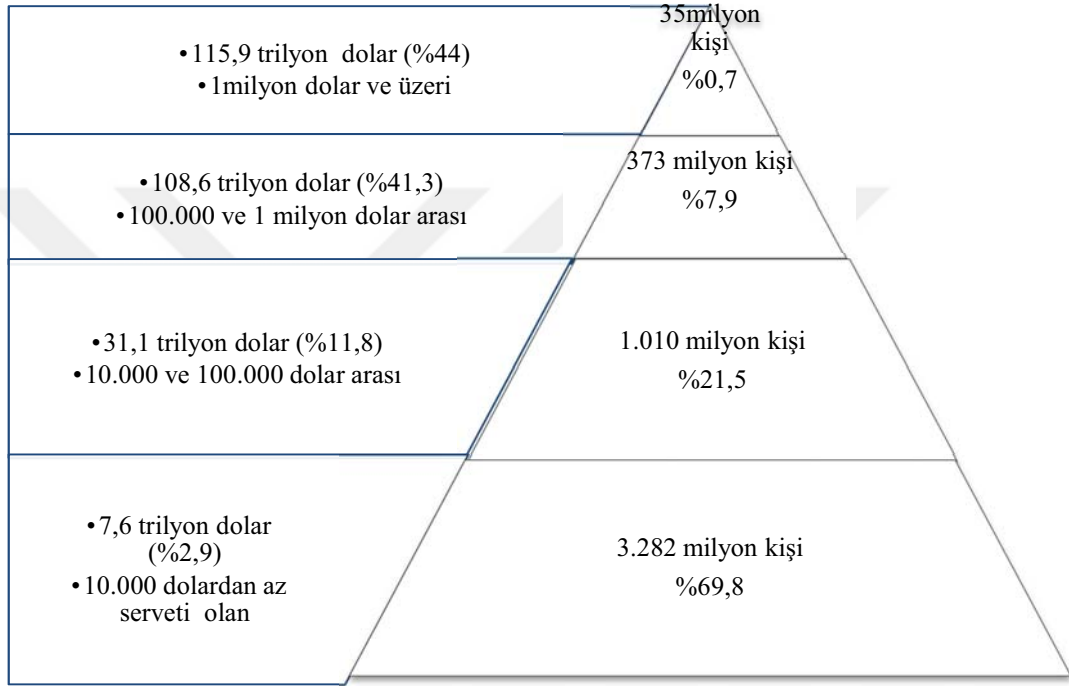 •115,9 trilyon dolar (%44)
•1milyon dolar ve üzeri
35milyon
kişi
%0,7
•108,6 trilyon dolar (%41,3)
•100.000 ve 1 milyon dolar arası
373 milyon kişi
%7,9
•31,1 trilyon dolar (%11,8)
•10.000 ve 100.000 dolar arası
1.010 milyon kişi
%21,5
•7,6 trilyon dolar
(%2,9)
•10.000 dolardan az
serveti olan
3.282 milyon kişi
%69,8